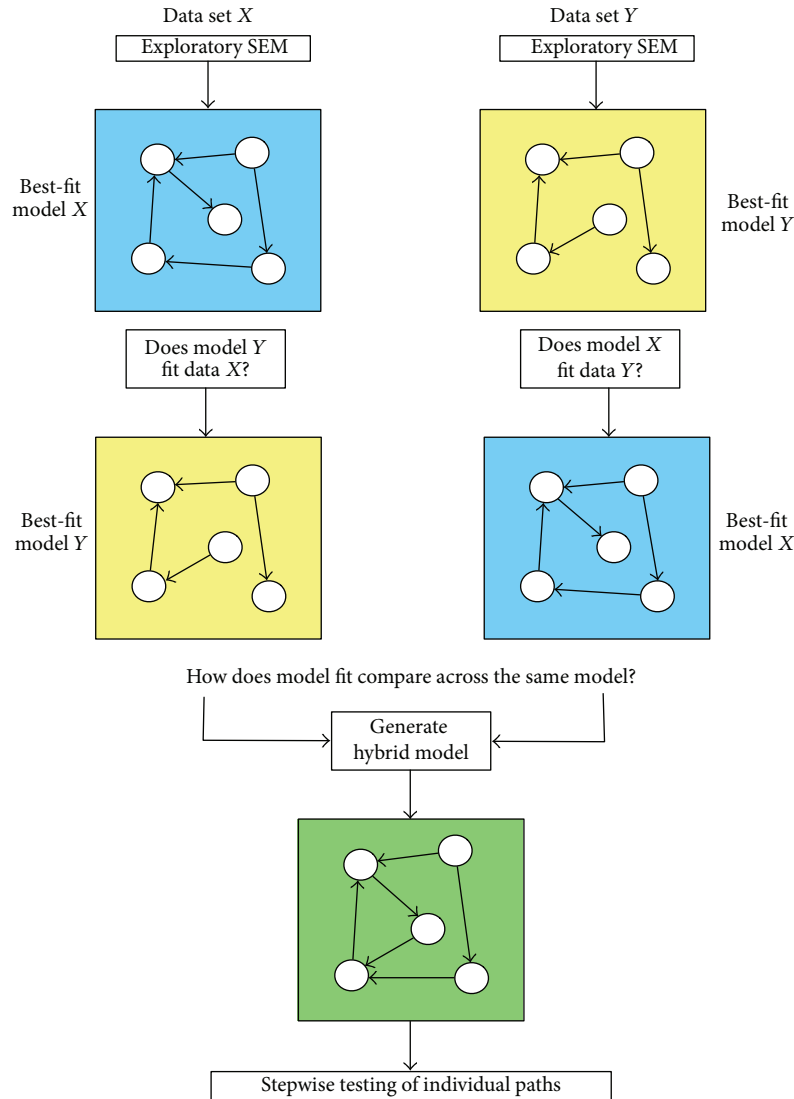 Data set X
Data set Y
Exploratory SEM
Exploratory SEM
Best-fit
model X
Best-fit
model Y
Does model Y
fit data X?
Does model X
fit data Y?
Best-fit
model Y
Best-fit
model X
How does model fit compare across the same model?
Generate
hybrid model
Stepwise testing of individual paths